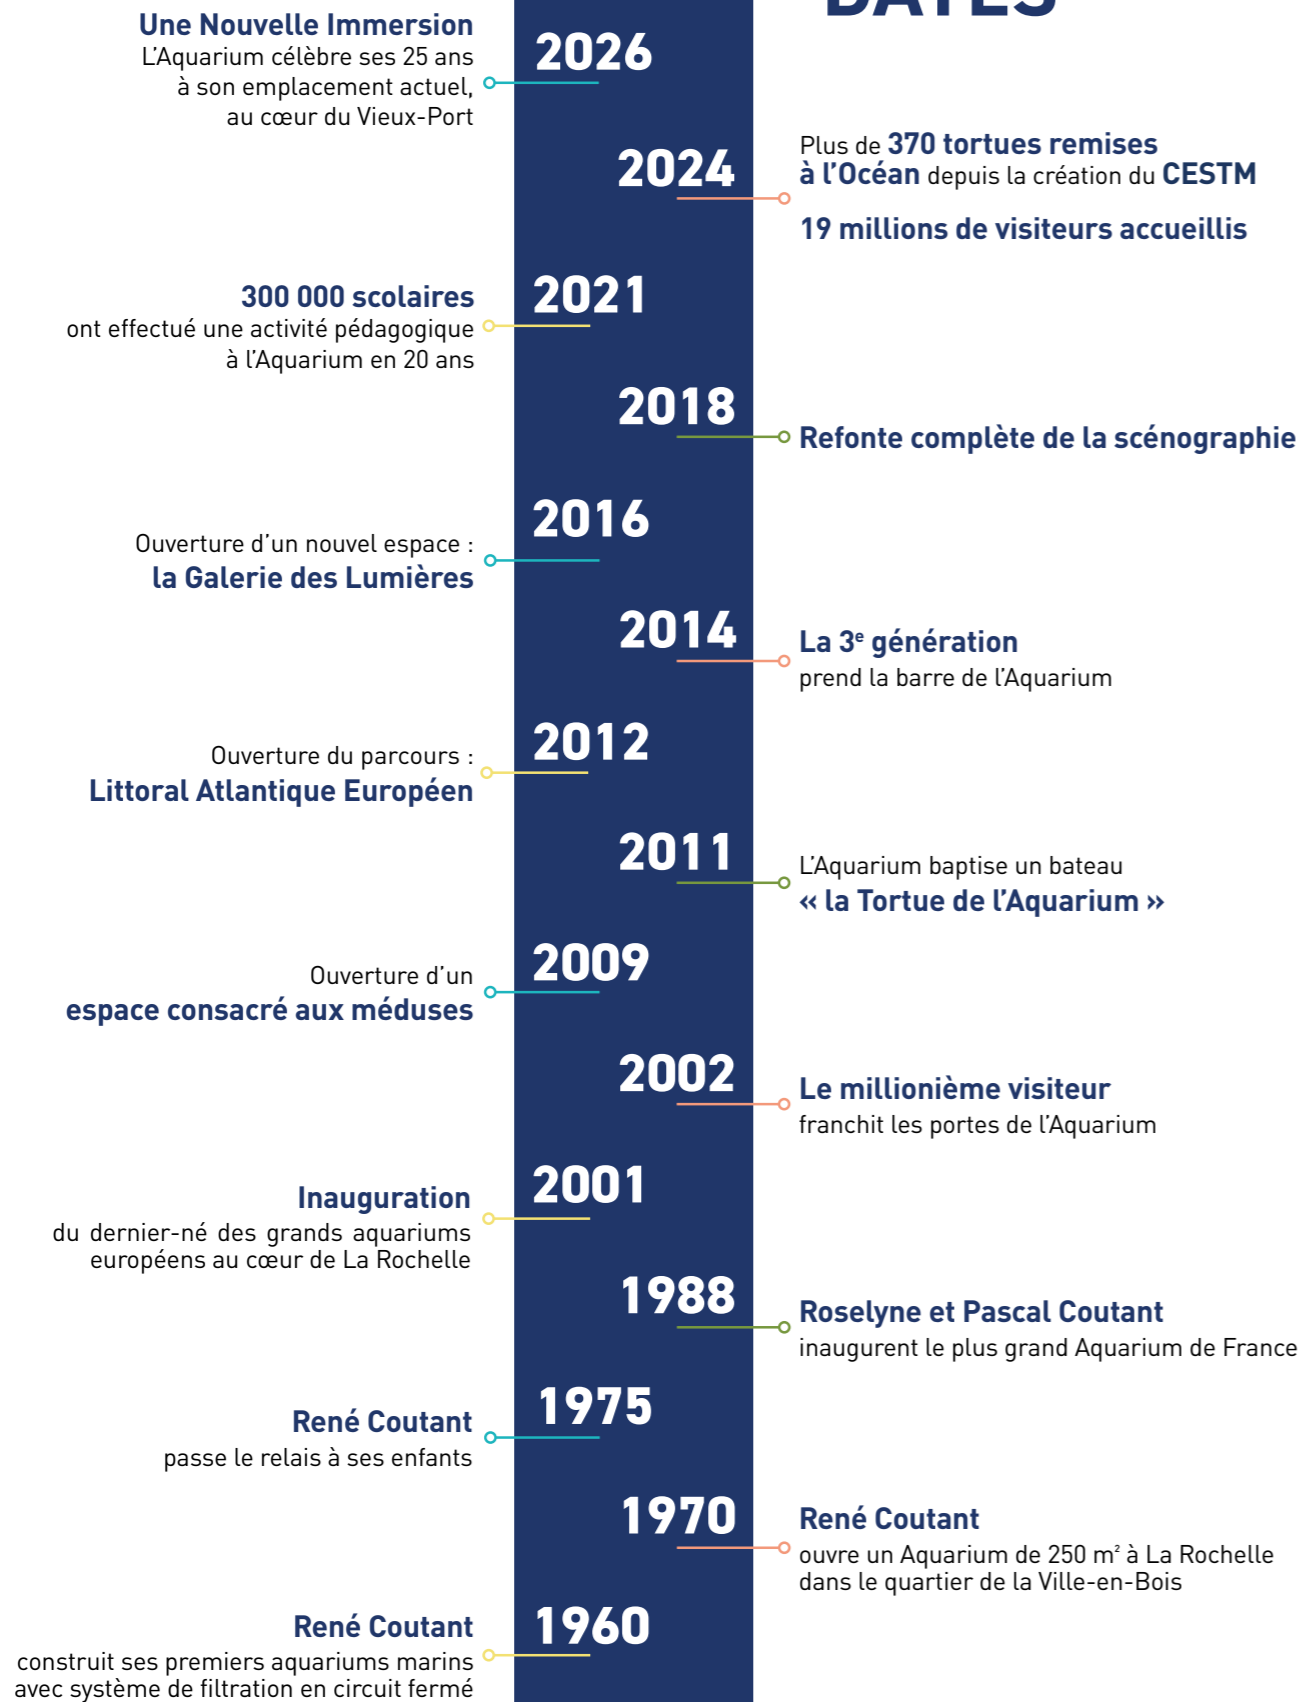 DATES
Une Nouvelle Immersion
L’Aquarium célèbre ses 25 ans
à son emplacement actuel,
au cœur du Vieux-Port
2026
2024
Plus de 370 tortues remises
à l’Océan depuis la création du CESTM
19 millions de visiteurs accueillis
300 000 scolaires
ont effectué une activité pédagogique
à l’Aquarium en 20 ans
2021
2018
Refonte complète de la scénographie
2016
Ouverture d’un nouvel espace :
la Galerie des Lumières
2014
La 3e génération
prend la barre de l’Aquarium
2012
Ouverture du parcours :
Littoral Atlantique Européen
2011
L’Aquarium baptise un bateau
« la Tortue de l’Aquarium »
2009
Ouverture d’un
espace consacré aux méduses
2002
Le millionième visiteur
franchit les portes de l’Aquarium
2001
Inauguration
du dernier-né des grands aquariums
européens au cœur de La Rochelle
1988
Roselyne et Pascal Coutant
inaugurent le plus grand Aquarium de France
1975
René Coutant
passe le relais à ses enfants
1970
René Coutant
ouvre un Aquarium de 250 m² à La Rochelle
dans le quartier de la Ville-en-Bois
1960
René Coutant
construit ses premiers aquariums marins
avec système de filtration en circuit fermé